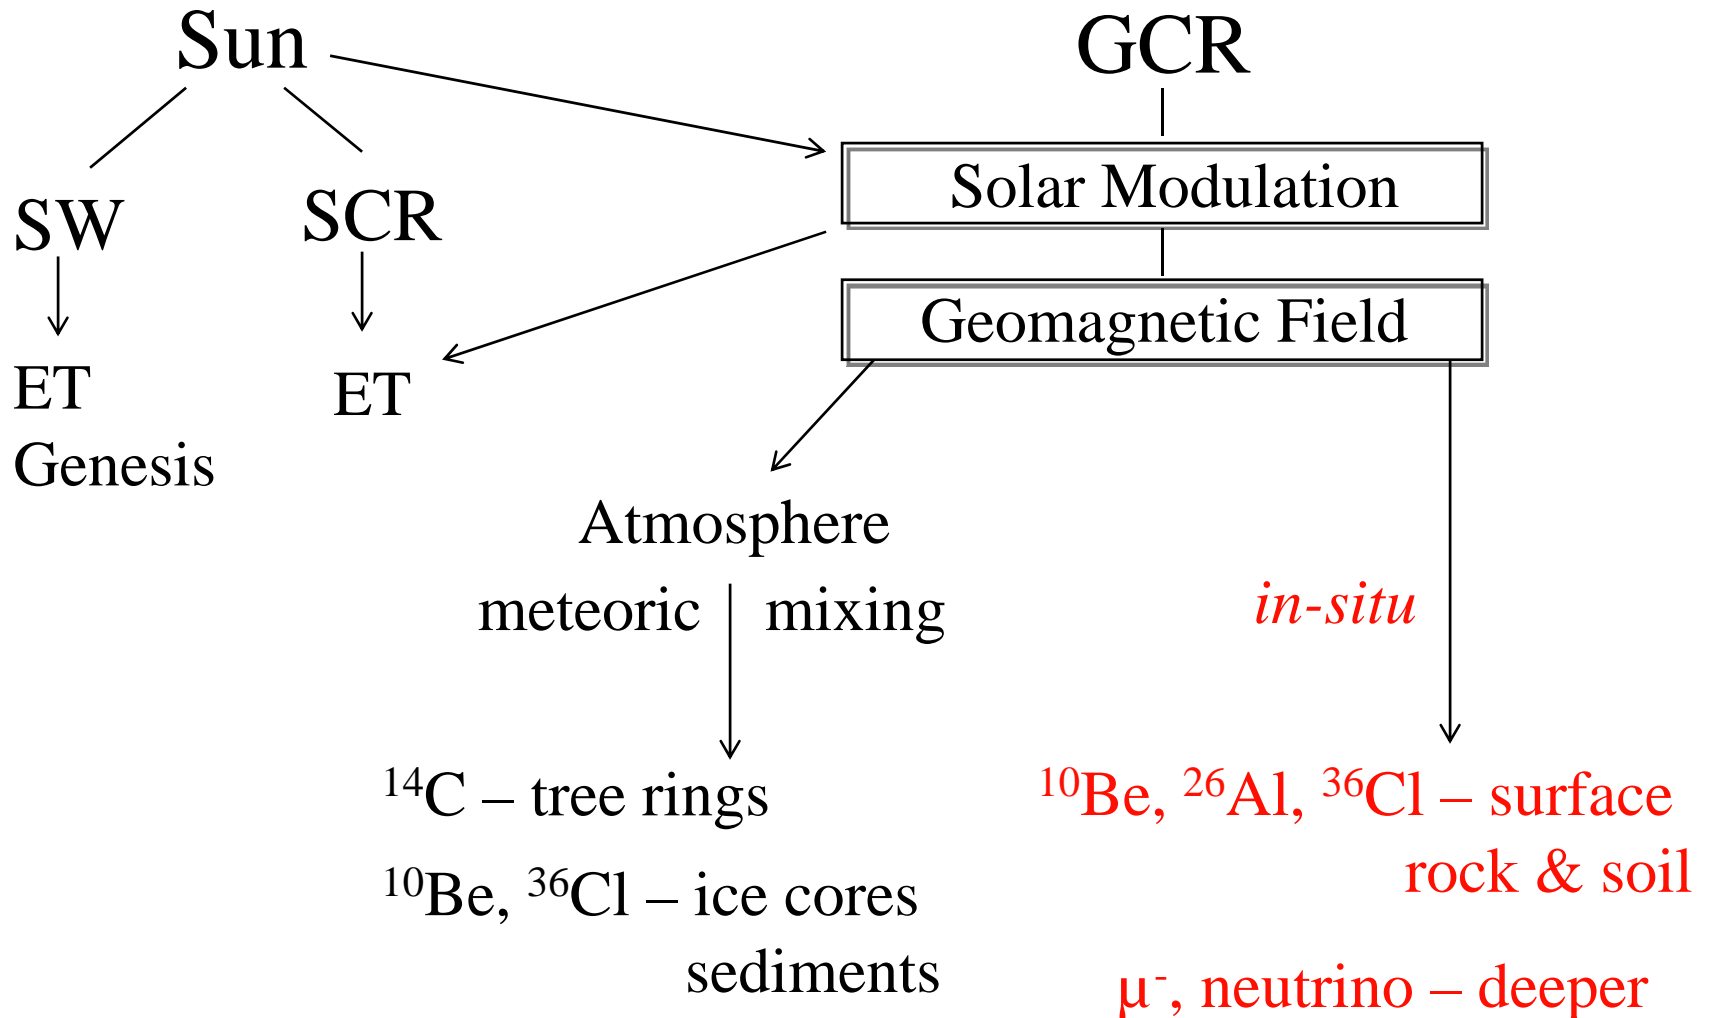 Sun
GCR
Solar Modulation
SW
SCR
Geomagnetic Field
ET
Genesis
ET
Atmosphere
meteoric mixing
in-situ
¹⁴C – tree rings
¹⁰Be, ³⁶Cl – ice cores
sediments
¹⁰Be, ²⁶Al, ³⁶Cl – surface
rock & soil
μ⁻, neutrino – deeper